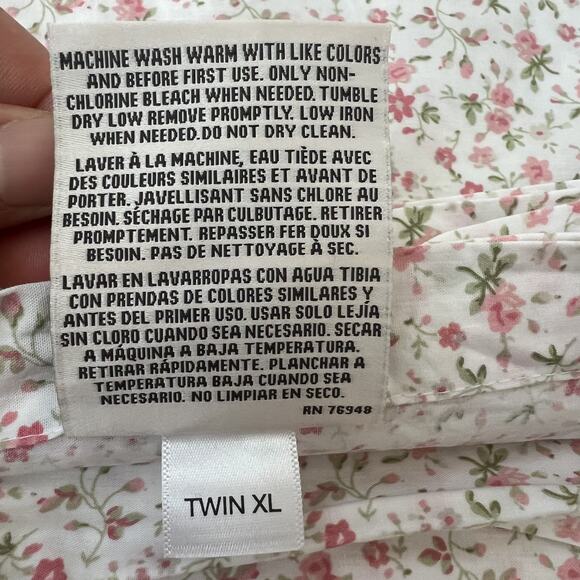 MACHINE WASH WARM WITH LIKE COLORS
AND BEFORE FIRST USE. ONLY NON-
CHLORINE BLEACH WHEN NEEDED. TUMBLE
DRY LOW REMOVE PROMPTLY. LOW IRON
WHEN NEEDED.DO NOT DRY CLEAN.
LAVER À LA MACHINE, EAU TIÈDE AVEC
DES COULEURS SIMILAIRES ET AVANT DE
PORTER. JAVELLISANT SANS CHLORE AU
BESOIN. SÉCHAGE PAR CULBUTAGE. RETIRER
PROMPTEMENT. REPASSER FER DOUX SI
BESOIN. PAS DE NETTOYAGE À SEC.
LAVAR EN LAVARROPAS CON AGUA TIBIA
CON PRENDAS DE COLORES SIMILARES Y
ANTES DEL PRIMER USO. USAR SOLO LEJÍA
SIN CLORO CUANDO SEA NECESARIO. SECAR
A MÁQUINA A BAJA TEMPERATURA.
RETIRAR RÁPIDAMENTE. PLANCHAR A
TEMPERATURA BAJA CUANDO SEA
NECESARIO. NO LIMPIAR EN SECO.
RN 76948
TWIN XL